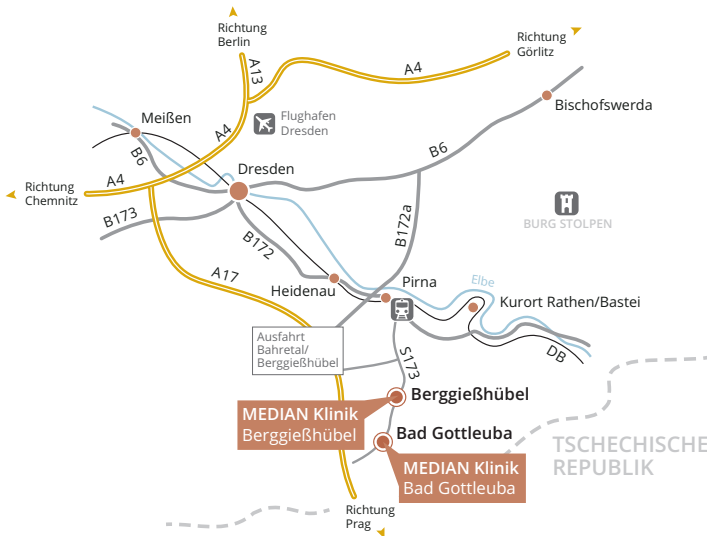 Richtung
Berlin
Richtung
Görlitz
A13
A4
Bischofswerda
Meißen
Flughafen
Dresden
A4
B6
B6
Dresden
A4
Richtung
Chemnitz
B173
BURG STOLPEN
B172
B172a
A17
Heidenau
Pirna
Elbe
Kurort Rathen/Bastei
DB
Ausfahrt
Bahretal/
Berggießhübel
S173
Berggießhübel
MEDIAN Klinik
Berggießhübel
Bad Gottleuba
MEDIAN Klinik
Bad Gottleuba
TSCHECHISCHE
REPUBLIK
Richtung
Prag